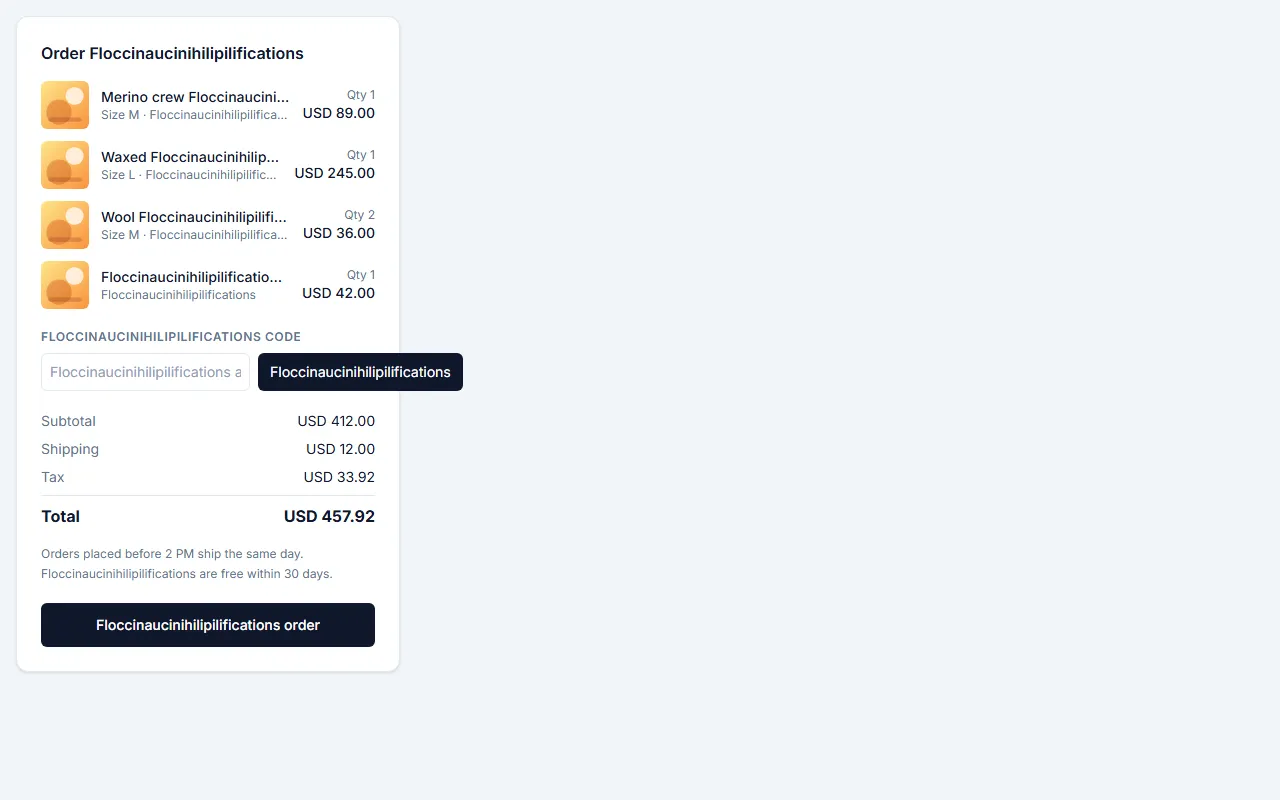 Order Floccinaucinihilipilifications
Merino crew Floccinaucini...
Qty 1
Size M · Floccinaucinihilipilifica...
USD 89.00
Waxed Floccinaucinihilip...
Qty 1
Size L · Floccinaucinihilipilific...
USD 245.00
Wool Floccinaucinihilipilifi...
Qty 2
Size M · Floccinaucinihilipilifica...
USD 36.00
Floccinaucinihilipilificatio...
Qty 1
Floccinaucinihilipilifications
USD 42.00
FLOCCINAUCINIHILIPILIFICATIONS CODE
Floccinaucinihilipilifications a
Floccinaucinihilipilifications
Subtotal USD 412.00
Shipping USD 12.00
Tax USD 33.92
Total USD 457.92
Orders placed before 2 PM ship the same day.
Floccinaucinihilipilifications are free within 30 days.
Floccinaucinihilipilifications order